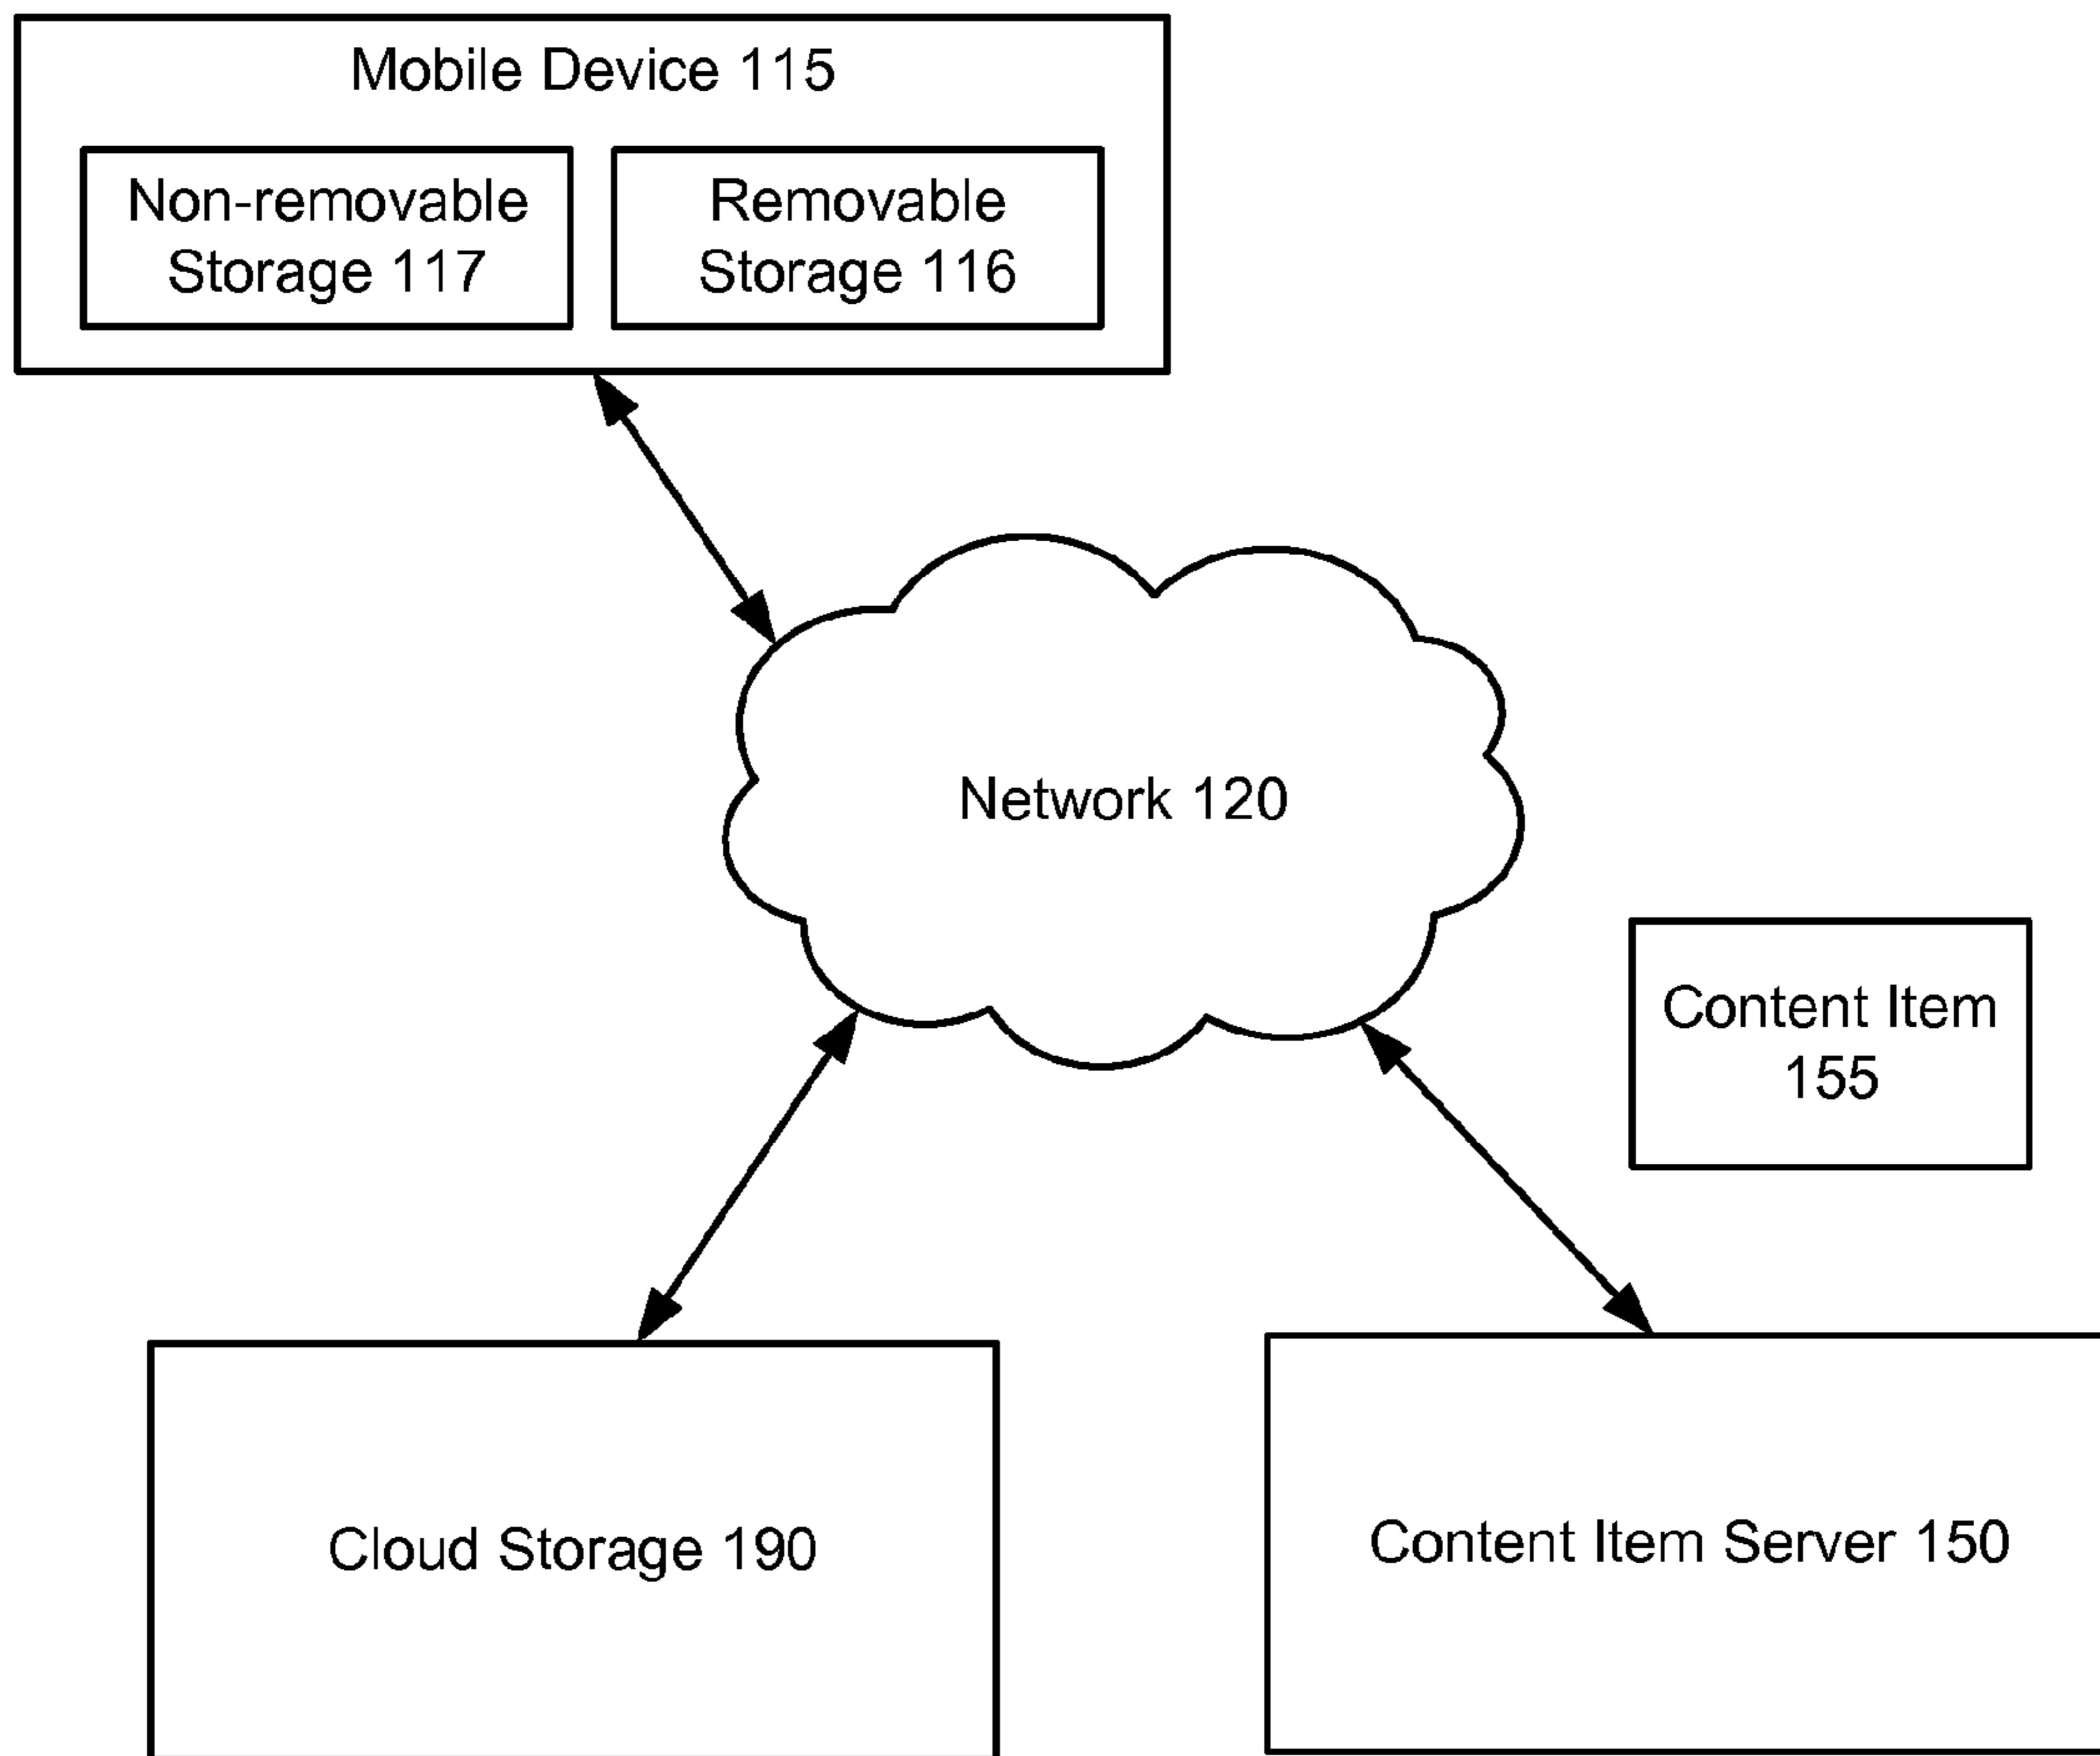 Mobile Device 115
Non-removable
Storage 117
Removable
Storage 116
Network 120
Content Item
155
Cloud Storage 190
Content Item Server 150